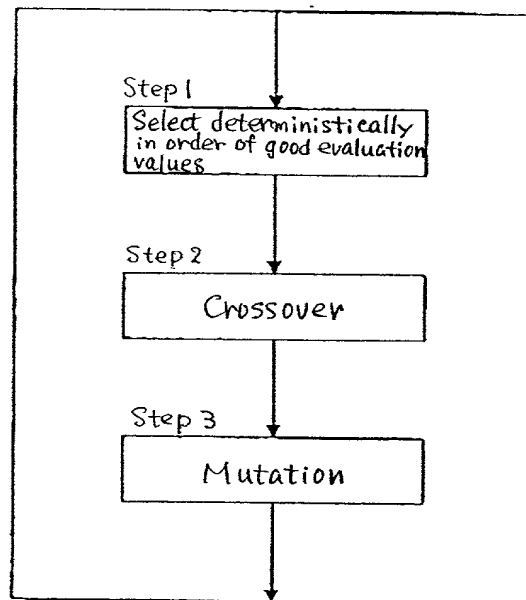 Step 1
Select deterministically
in order of good evaluation
values
Step 2
Crossover
Step 3
Mutation